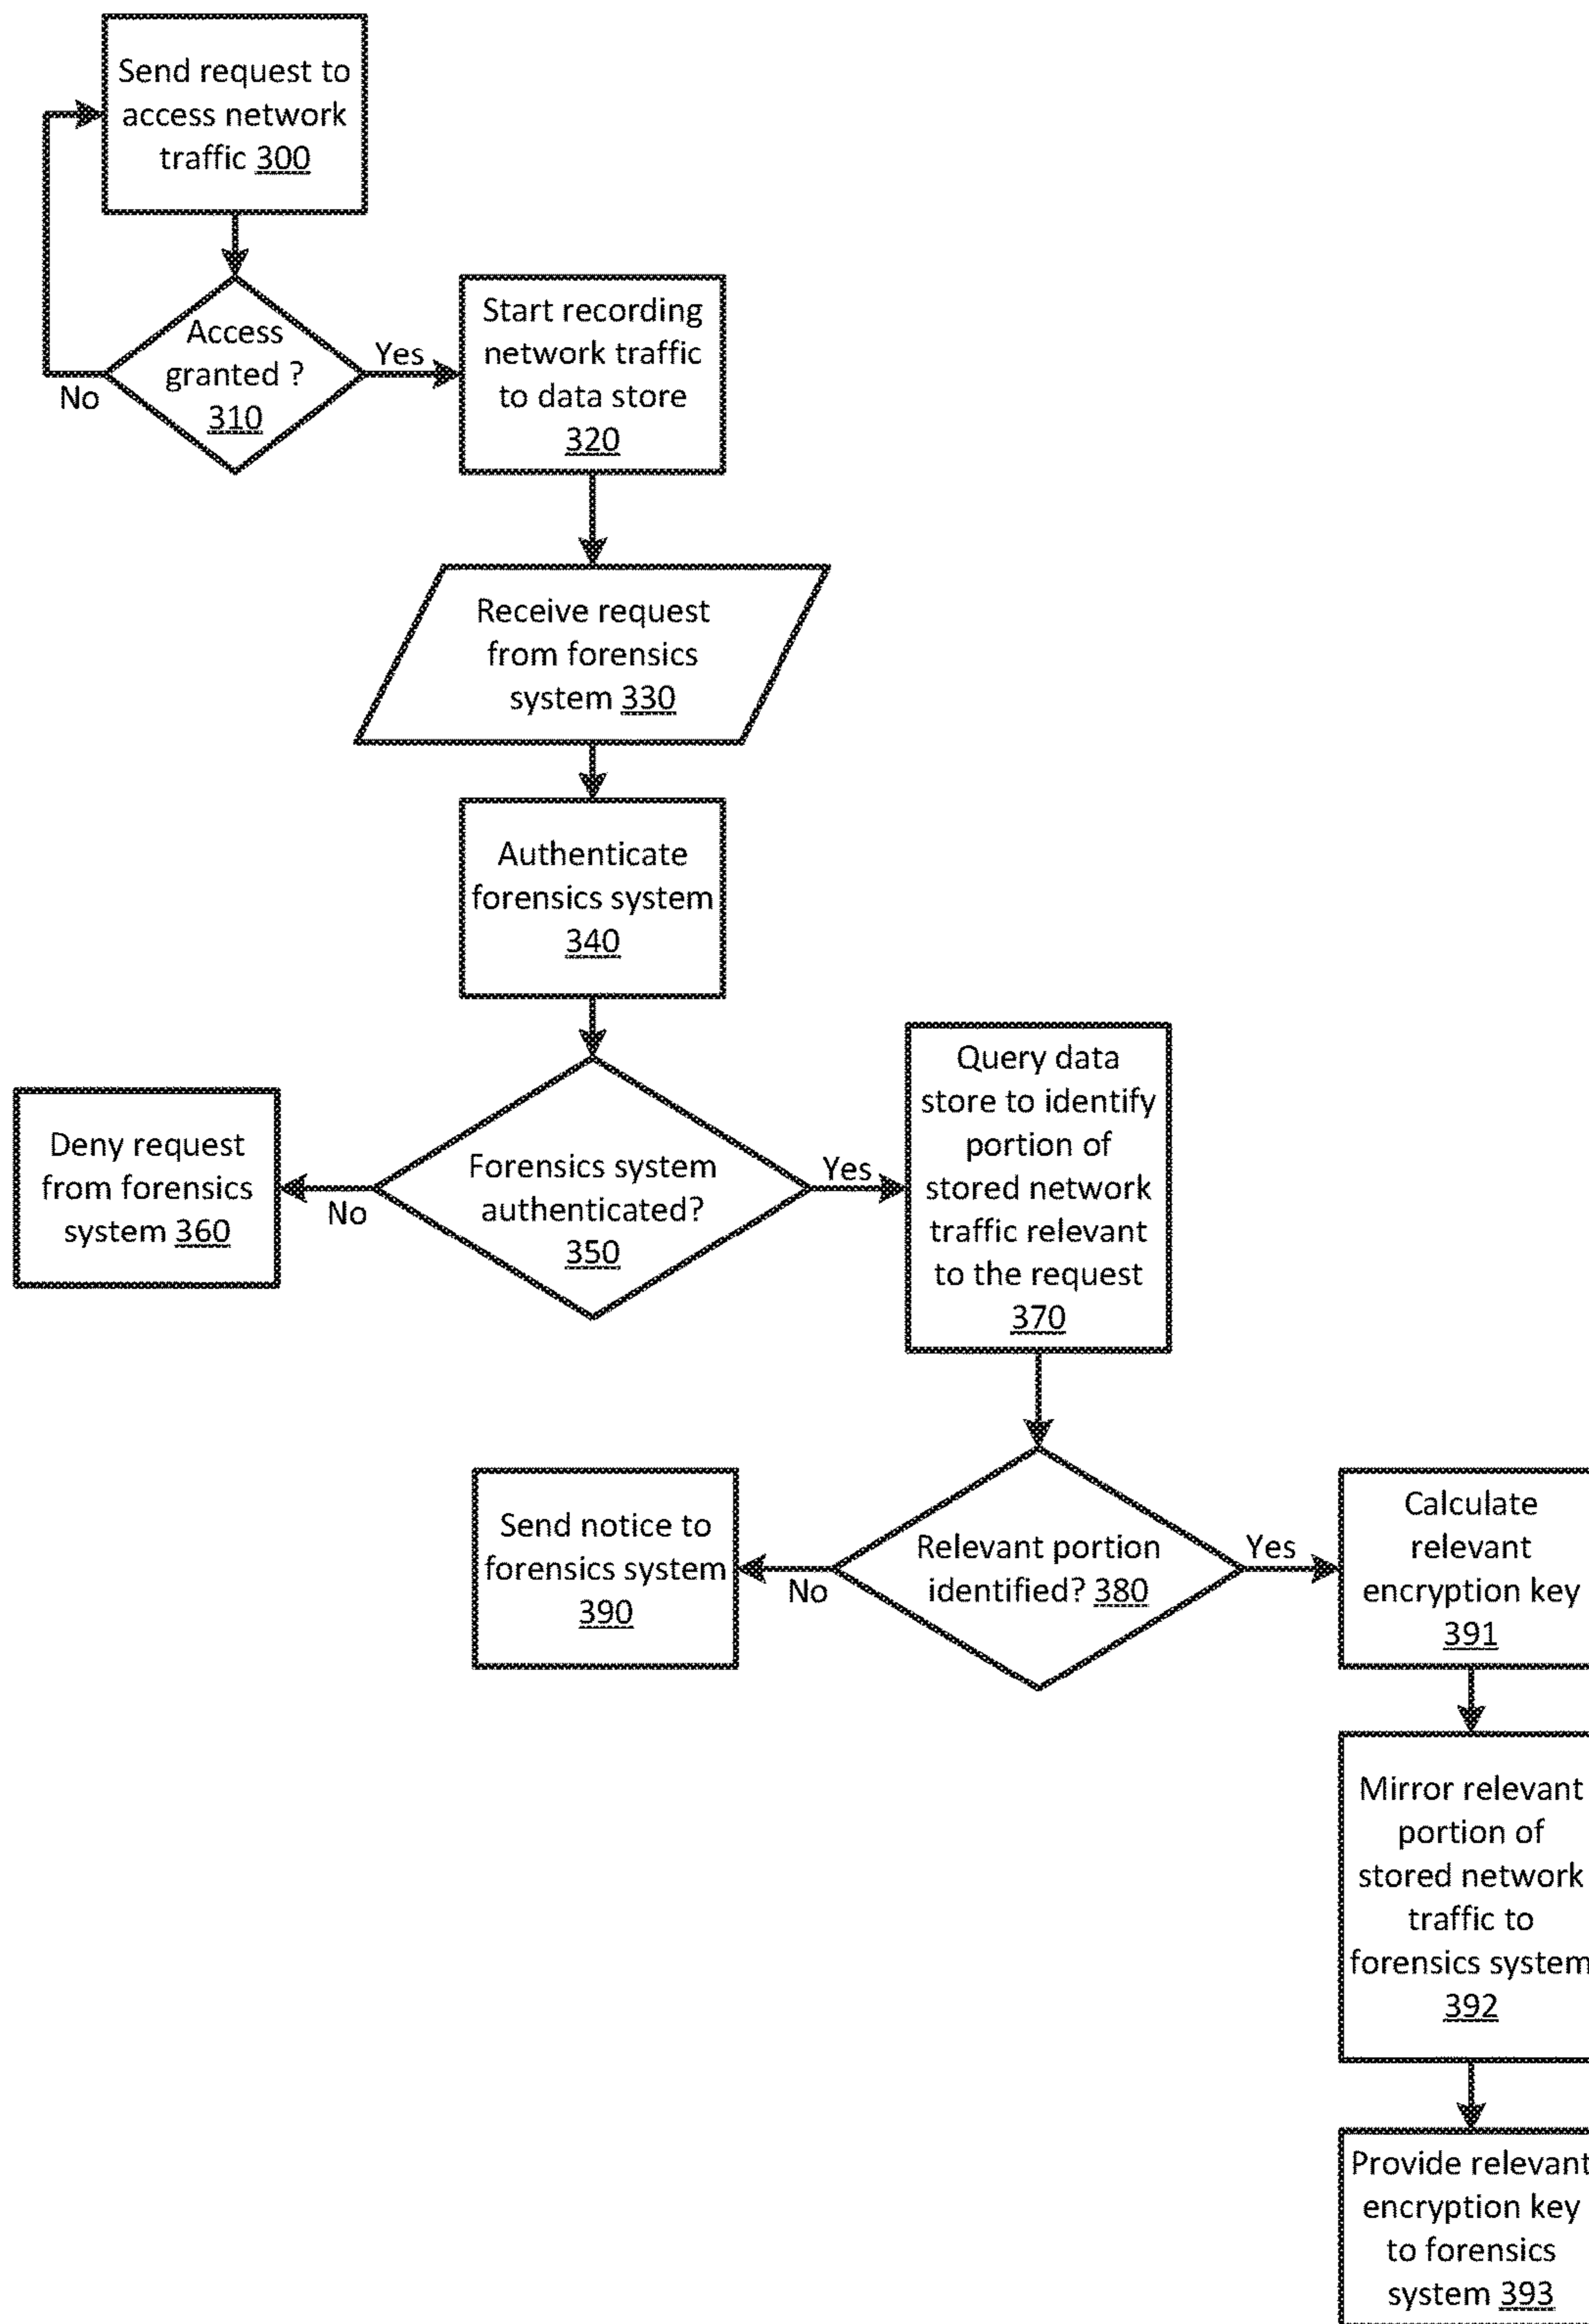 Send request to
access network
traffic 300
Access
granted ?
310
Yes
No
Start recording
network traffic
to data store
320
Receive request
from forensics
system 330
Authenticate
forensics system
340
Forensics system
authenticated?
350
No
Yes
Deny request
from forensics
system 360
Query data
store to identify
portion of
stored network
traffic relevant
to the request
370
Relevant portion
identified? 380
No
Yes
Send notice to
forensics system
390
Calculate
relevant
encryption key
391
Mirror relevant
portion of
stored network
traffic to
forensics system
392
Provide relevant
encryption key
to forensics
system 393